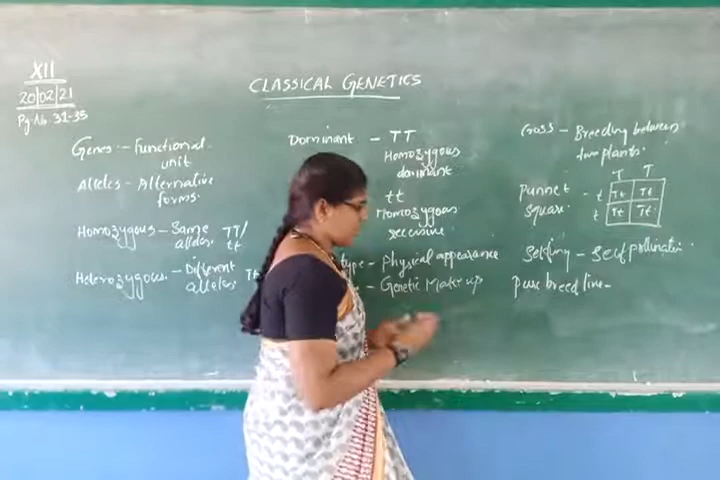 XII
20/02/21
Pg.No 31-35
CLASSICAL GENETICS
Genes - Functional
unit
Alleles - Alternative
forms.
Homozygous - Same
alleles. TT/
tt
Heterozygous - Different
alleles. Tt
Dominant - TT
Homozygous
dominant
tt
Homozygous
recessive
type - Physical appearance
- Genetic Make up
Cross - Breeding between
two plants.
T T
Punnet - t Tt Tt
Square. t Tt Tt
Selfing - Self pollination
Pure breed line -